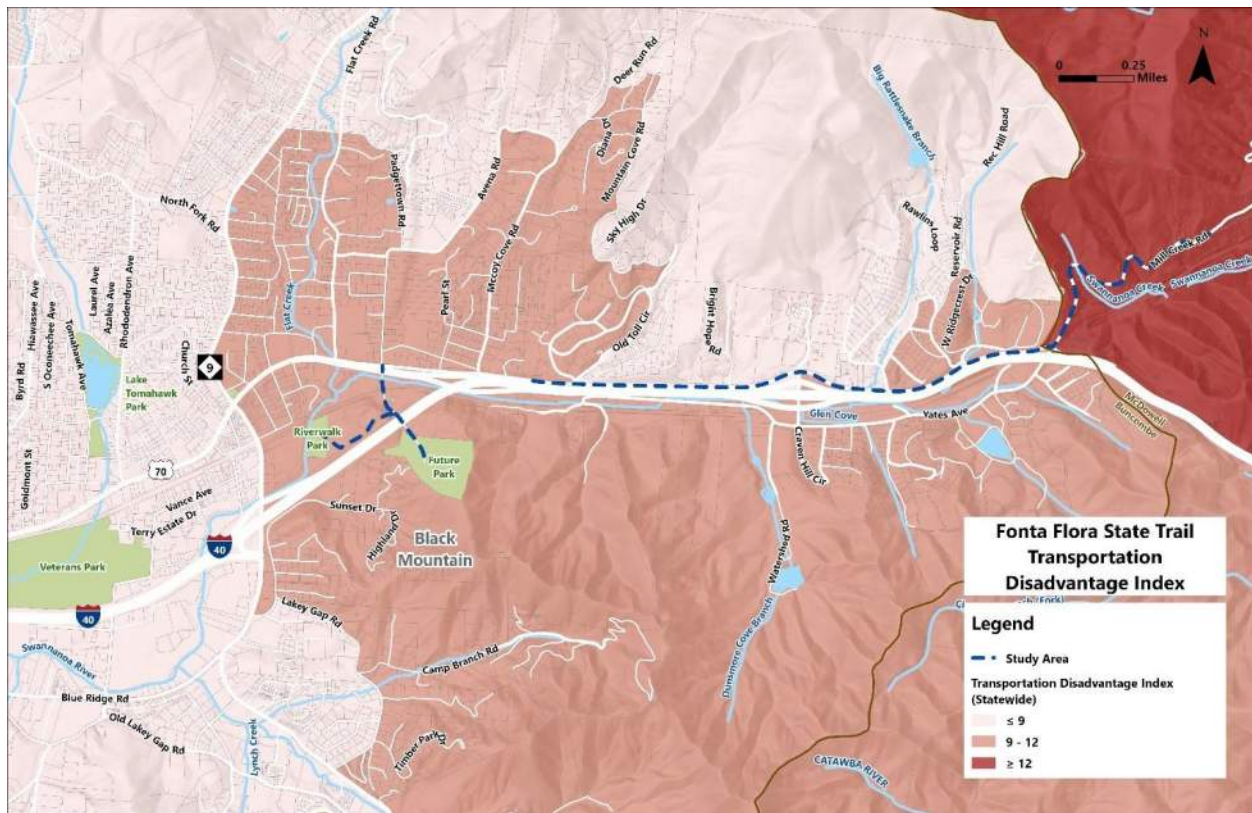 Flat Creek Rd
Deer Run Rd
N
0 0.25
Miles
Big Rattlesnake Branch
Rec Hill Road
Diana Dr
Mountain Cove Rd
Padgettown Rd
Avena Rd
North Fork Rd
Sky High Dr
Rawlins Loop
Reservoir Rd
Mill Creek Rd
Swannanoa Creek
Swannanoa Creek
Mccoy Cove Rd
Pearl St
Bright Hope Rd
W Ridgecrest Dr
Flat Creek
Old Toll Cir
Hiawassee Ave
Laurel Ave
Azalea Ave
Rhododendron Ave
S Oconeechee Ave
Tomahawk Ave
Byrd Rd
Church St
9
Lake
Tomahawk
Park
McDowell
Buncombe
Glen Cove
Yates Ave
Riverwalk
Park
Future
Park
Craven Hill Cir
70
Goldmont St
Vance Ave
Terry Estate Dr
Sunset Dr
Highland Dr
Black
Mountain
40
Veterans Park
40
Watershed Rd
Dunsmore Cove Branch
Lakey Gap Rd
Swannanoa River
Camp Branch Rd
Blue Ridge Rd
Old Lakey Gap Rd
Lynch Creek
Timber Park Dr
CATAWBA RIVER
Fonta Flora State Trail
Transportation
Disadvantage Index
Legend
Study Area
Transportation Disadvantage Index
(Statewide)
≤ 9
9 - 12
≥ 12